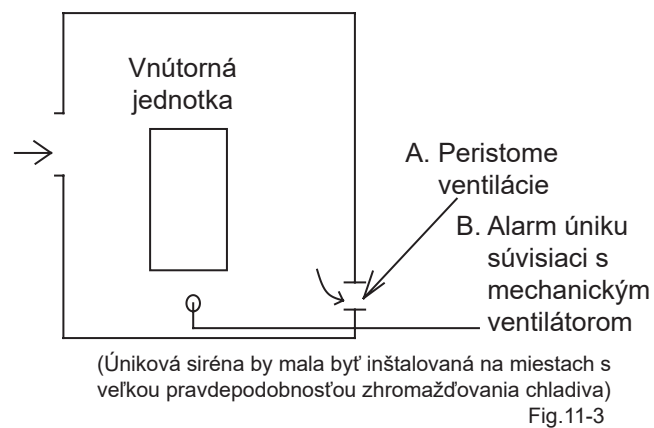 Vnútorná
jednotka
A. Peristome
ventilácie
B. Alarm úniku
súvisiaci s
mechanickým
ventilátorom
(Úniková siréna by mala byť inštalovaná na miestach s
veľkou pravdepodobnosťou zhromažďovania chladiva)
Fig.11-3